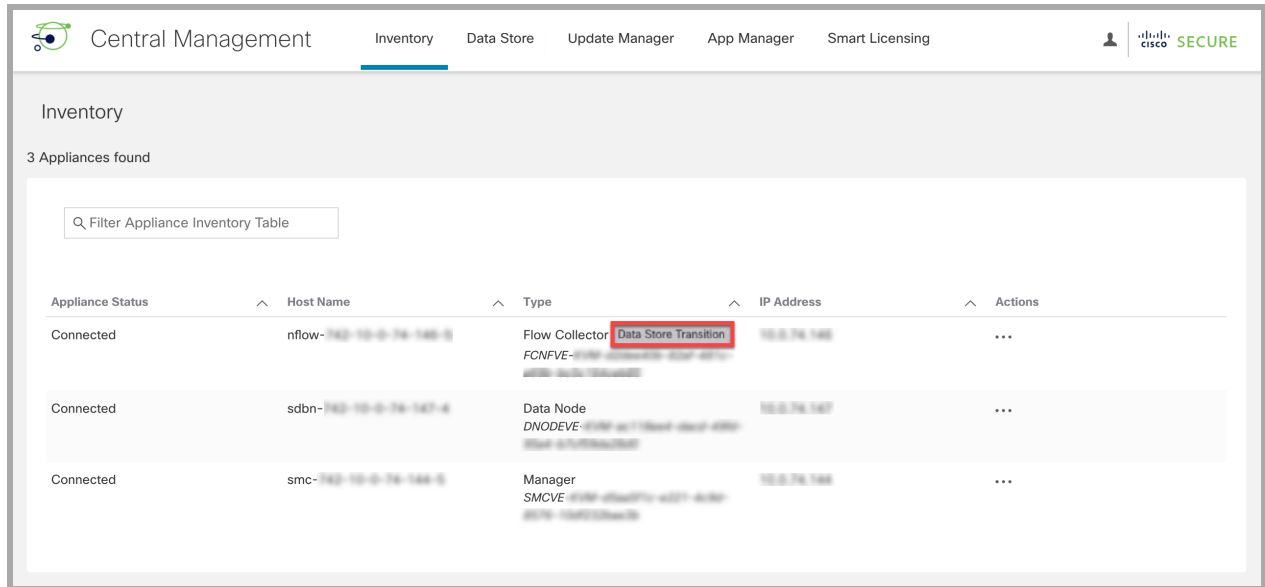 Central Management
Inventory
Data Store
Update Manager
App Manager
Smart Licensing
cisco SECURE
Inventory
3 Appliances found
Filter Appliance Inventory Table
Appliance Status
Host Name
Type
IP Address
Actions
Connected
nflow-
Flow Collector Data Store Transition
FCNFVE-
...
Connected
sdbn-
Data Node
DNODEVE-
...
Connected
smc-
Manager
SMCVE
...